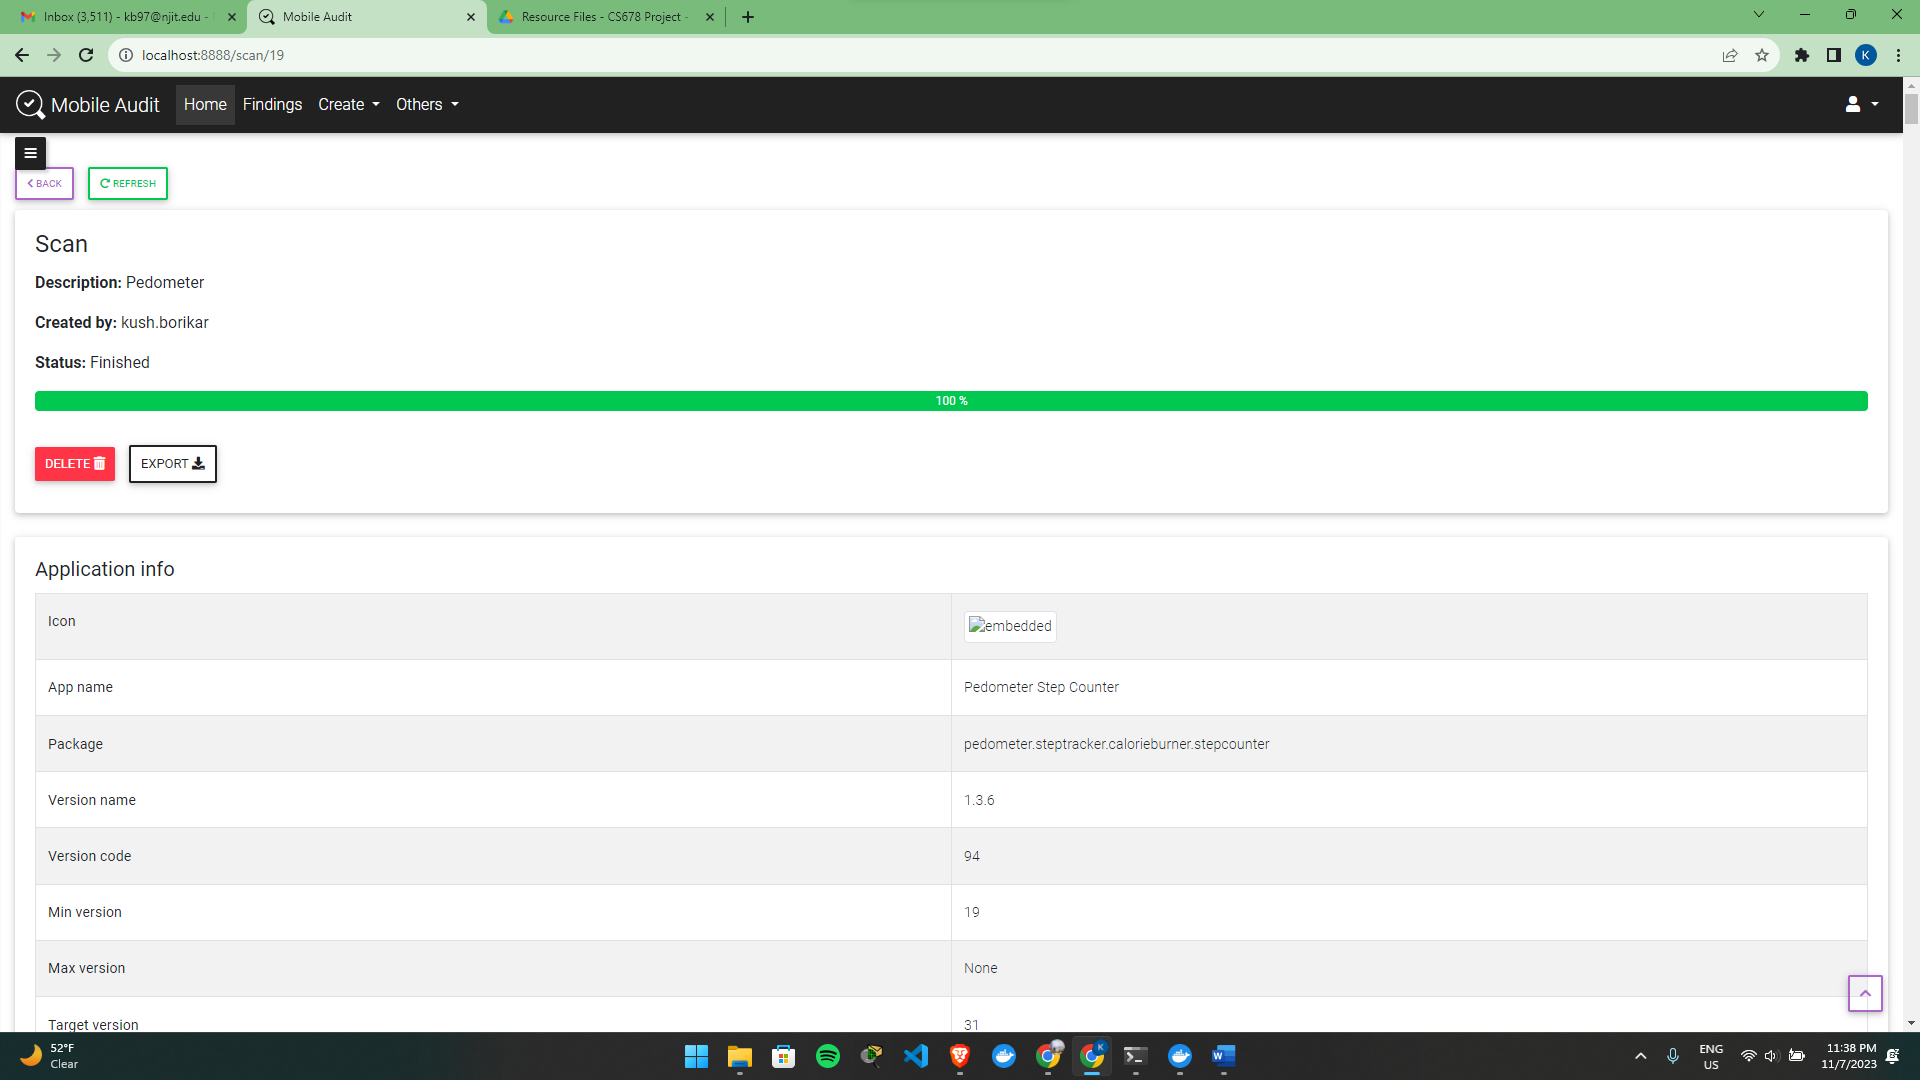 Inbox (3,511) - kb97@njit.edu -
Mobile Audit
Resource Files - CS678 Project -
localhost:8888/scan/19
K
Mobile Audit
Home
Findings
Create
Others
BACK
REFRESH
Scan
Description: Pedometer
Created by: kush.borikar
Status: Finished
100 %
DELETE
EXPORT
Application info
Icon
embedded
App name
Pedometer Step Counter
Package
pedometer.steptracker.calorieburner.stepcounter
Version name
1.3.6
Version code
94
Min version
19
Max version
None
Target version
31
52°F
Clear
K
W
ENG
US
11:38 PM
11/7/2023